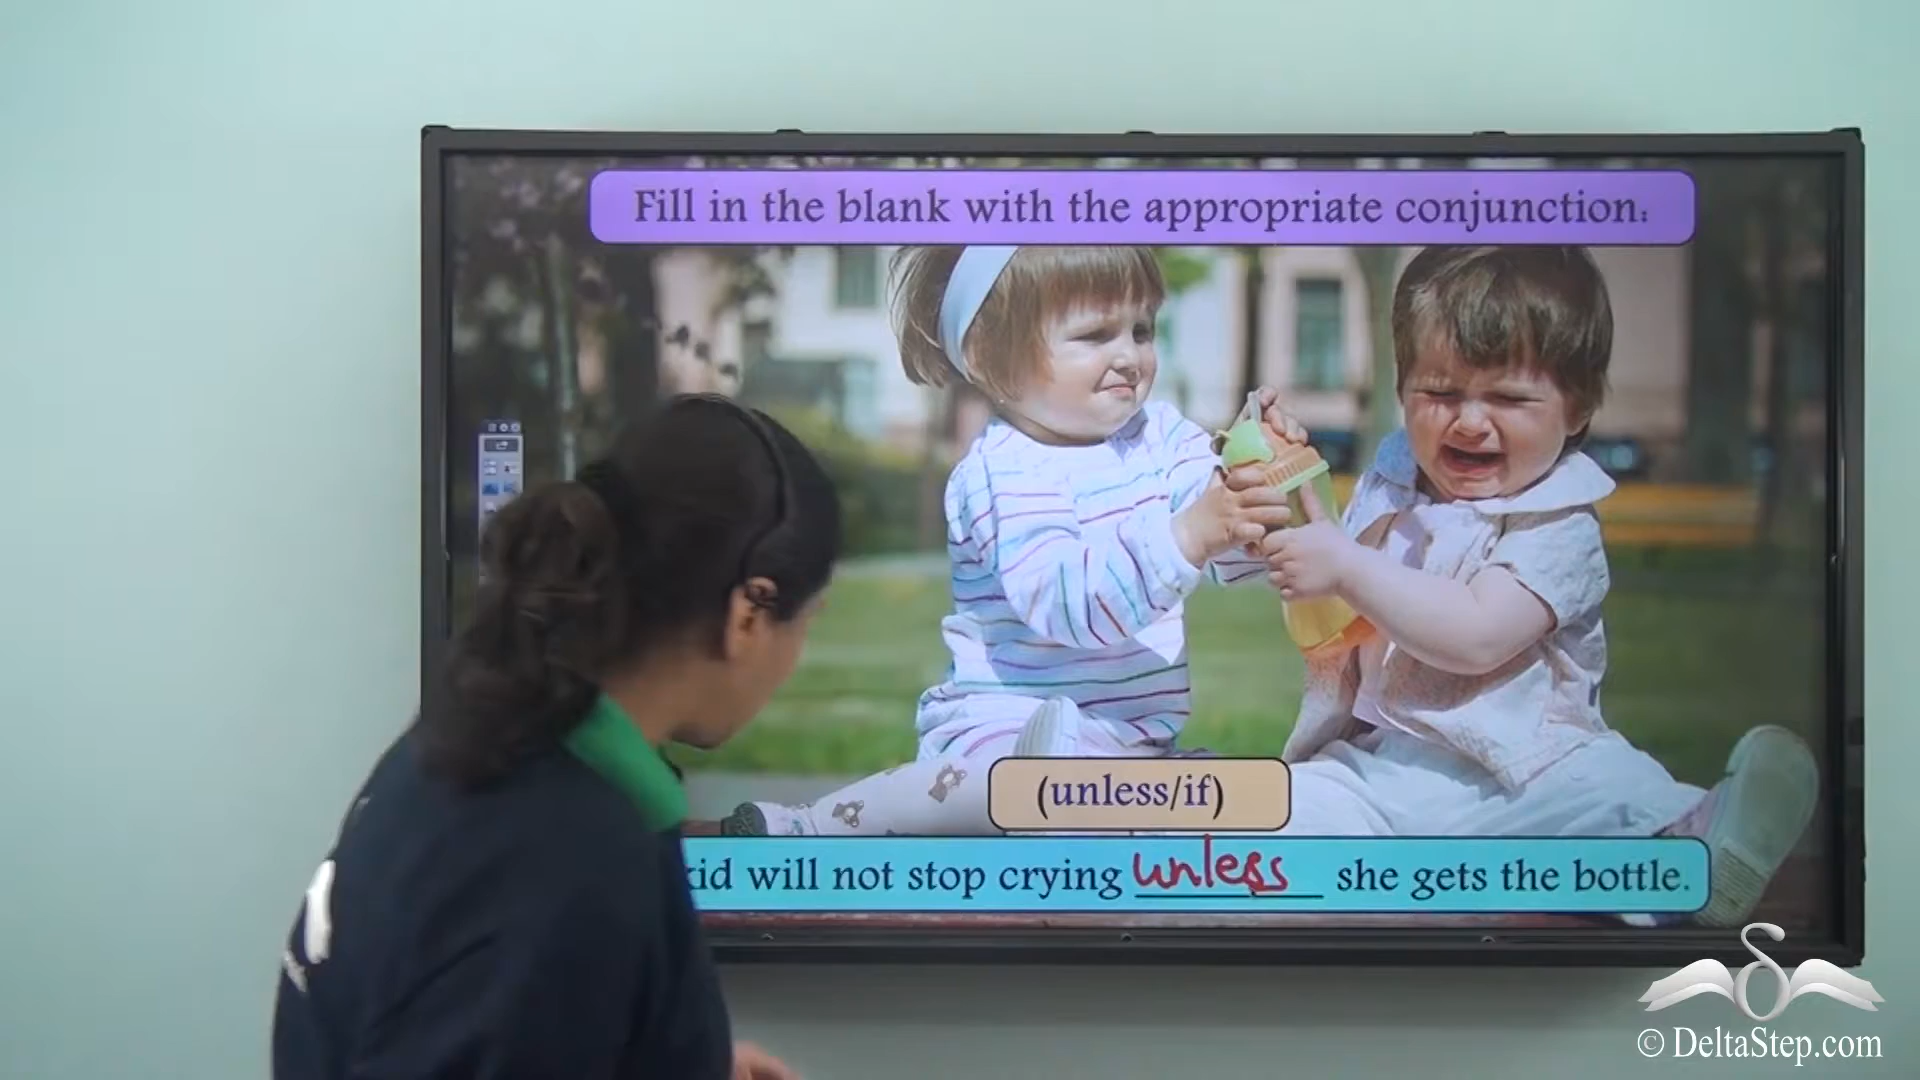 Fill in the blank with the appropriate conjunction:
(unless/if)
kid will not stop crying unless she gets the bottle.
© DeltaStep.com